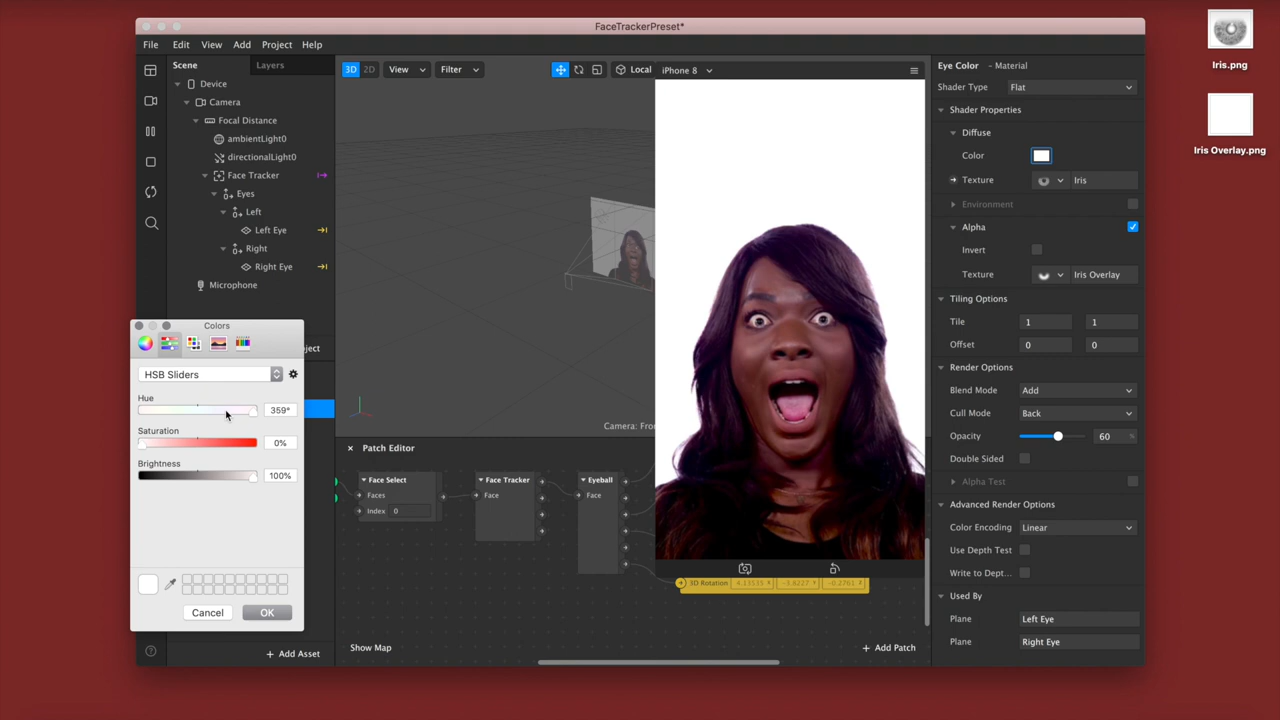 FaceTrackerPreset*
File Edit View Add Project Help
Iris.png
Iris Overlay.png
Scene Layers
Device
Camera
Focal Distance
ambientLight0
directionalLight0
Face Tracker
Eyes
Left
Left Eye
Right
Right Eye
Microphone
3D 2D View Filter Local
iPhone 8
Camera: Fro
Colors
HSB Sliders
Hue
359°
Saturation
0%
Brightness
100%
Cancel OK
Add Asset
Patch Editor
Face Select
Faces
Index 0
Face Tracker
Face
Eyeball
Face
3D Rotation
Show Map
Add Patch
Eye Color - Material
Shader Type Flat
Shader Properties
Diffuse
Color
Texture Iris
Environment
Alpha
Invert
Texture Iris Overlay
Tiling Options
Tile 1 1
Offset 0 0
Render Options
Blend Mode Add
Cull Mode Back
Opacity 60 %
Double Sided
Alpha Test
Advanced Render Options
Color Encoding Linear
Use Depth Test
Write to Dept...
Used By
Plane Left Eye
Plane Right Eye